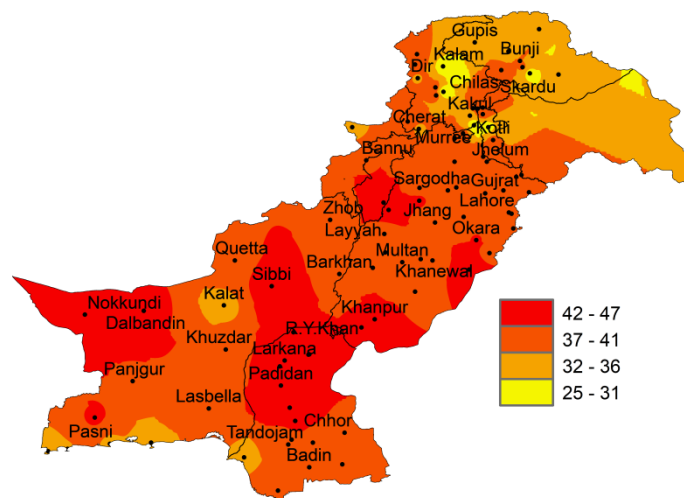 Gupis
Kalam
Bunji
Dir
Chilas
Skardu
Kakul
Cherat
Kotli
Murree
Bannu
Jhelum
Sargodha
Gujrat
Zhob
Jhang
Lahore
Layyah
Okara
Quetta
Multan
Barkhan
Sibbi
Khanewal
Nokkundi
Kalat
Khanpur
Dalbandin
R.Y.Khan
Khuzdar
Larkana
Panjgur
Padidan
Lasbella
Pasni
Chhor
Tandojam
Badin
42 - 47
37 - 41
32 - 36
25 - 31